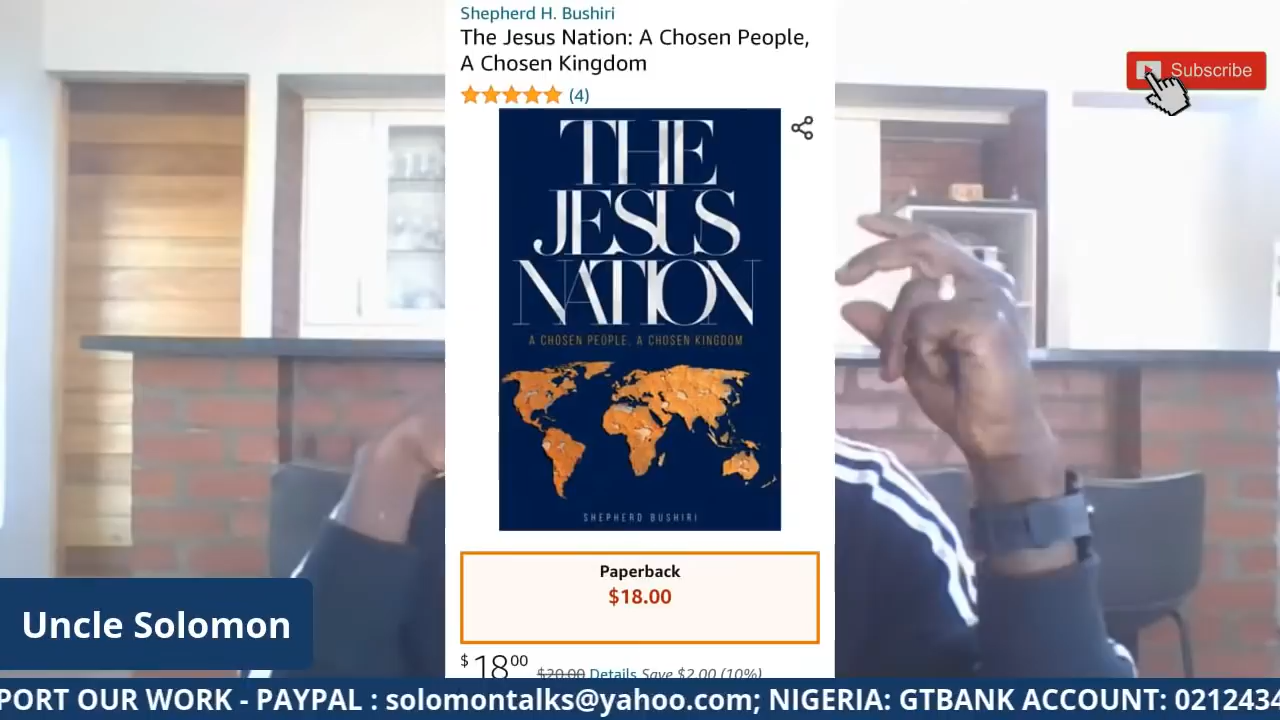 Shepherd H. Bushiri
The Jesus Nation: A Chosen People,
A Chosen Kingdom
(4)
Subscribe
THE
JESUS
NATION
A CHOSEN PEOPLE, A CHOSEN KINGDOM
SHEPHERD BUSHIRI
Paperback
$18.00
$18.00 $20.00 Details Save $2.00 (10%)
Uncle Solomon
PORT OUR WORK - PAYPAL : solomontalks@yahoo.com; NIGERIA: GTBANK ACCOUNT: 0212434